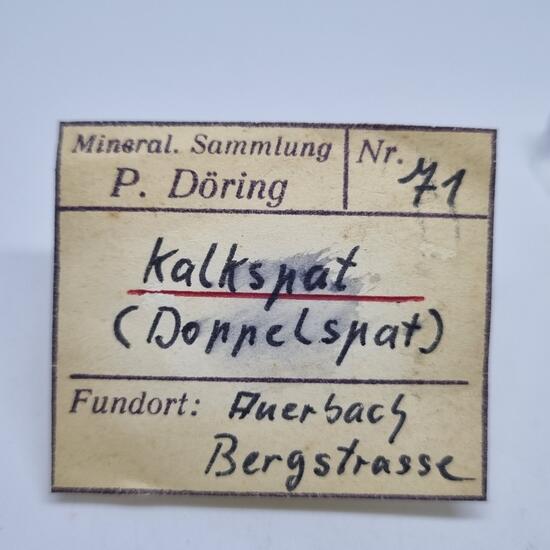 Mineral. Sammlung
P. Döring
Nr. 71
Kalkspat
(Doppelspat)
Fundort: Auerbach
Bergstrasse